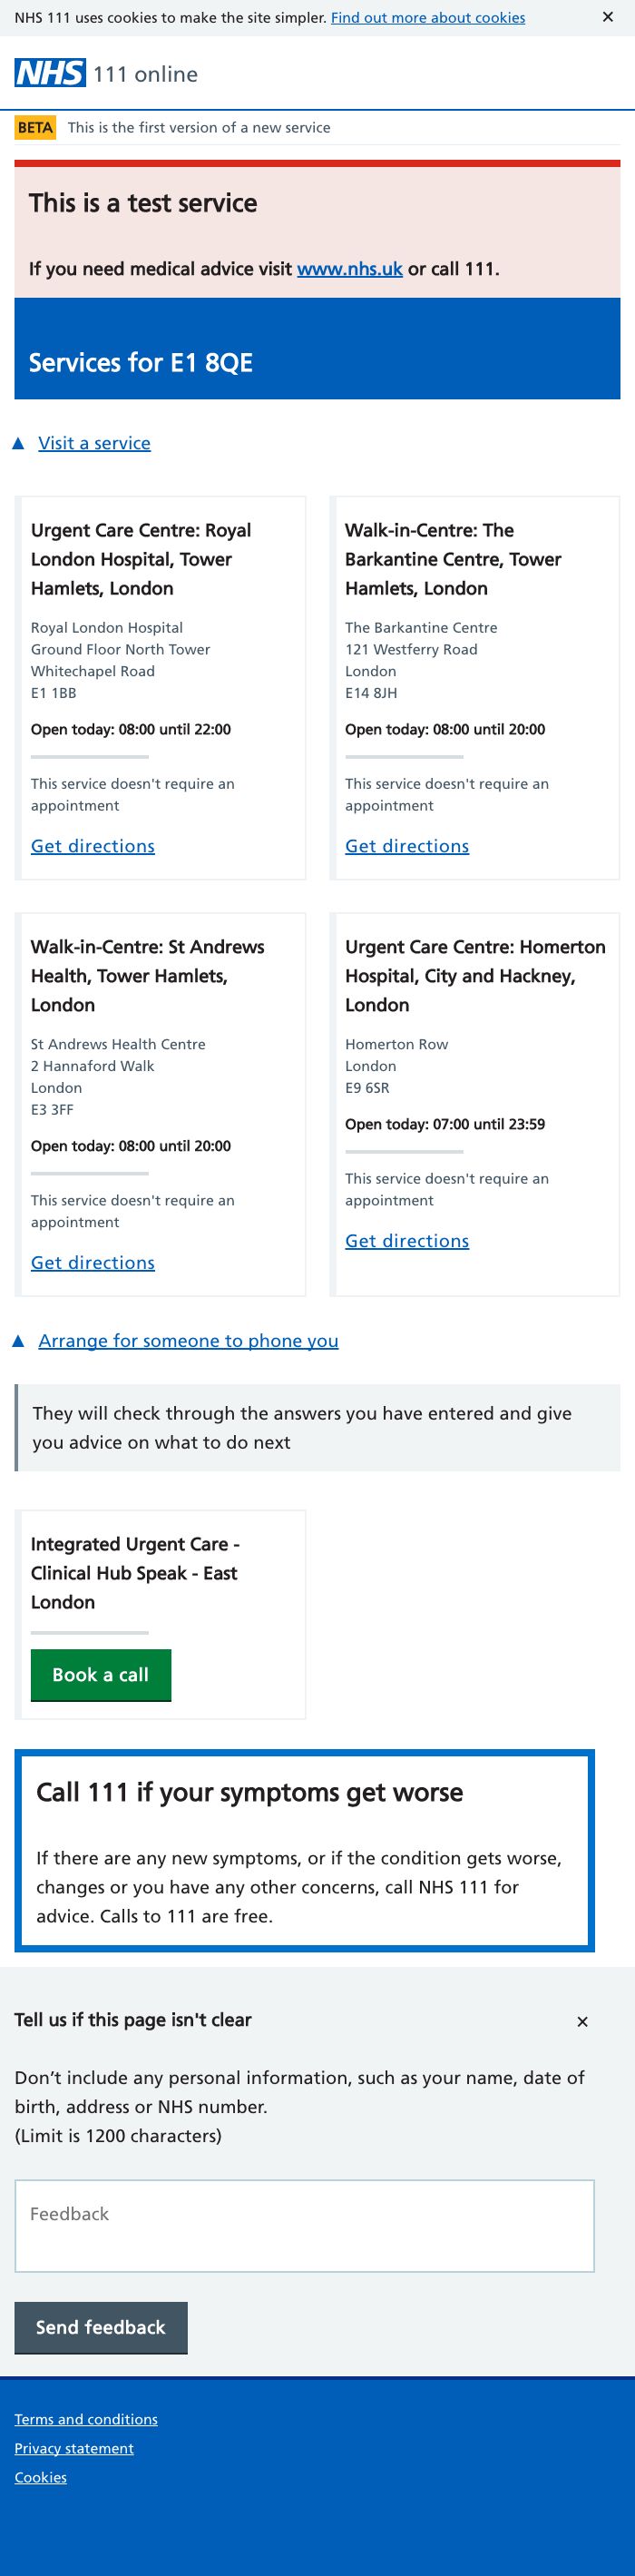 NHS 111 uses cookies to make the site simpler. Find out more about cookies ✕
NHS 111 online
BETA This is the first version of a new service
This is a test service
If you need medical advice visit www.nhs.uk or call 111.
Services for E1 8QE
▲ Visit a service
Urgent Care Centre: Royal
London Hospital, Tower
Hamlets, London
Royal London Hospital
Ground Floor North Tower
Whitechapel Road
E1 1BB
Open today: 08:00 until 22:00
This service doesn't require an
appointment
Get directions
Walk-in-Centre: The
Barkantine Centre, Tower
Hamlets, London
The Barkantine Centre
121 Westferry Road
London
E14 8JH
Open today: 08:00 until 20:00
This service doesn't require an
appointment
Get directions
Walk-in-Centre: St Andrews
Health, Tower Hamlets,
London
St Andrews Health Centre
2 Hannaford Walk
London
E3 3FF
Open today: 08:00 until 20:00
This service doesn't require an
appointment
Get directions
Urgent Care Centre: Homerton
Hospital, City and Hackney,
London
Homerton Row
London
E9 6SR
Open today: 07:00 until 23:59
This service doesn't require an
appointment
Get directions
▲ Arrange for someone to phone you
They will check through the answers you have entered and give
you advice on what to do next
Integrated Urgent Care -
Clinical Hub Speak - East
London
Book a call
Call 111 if your symptoms get worse
If there are any new symptoms, or if the condition gets worse,
changes or you have any other concerns, call NHS 111 for
advice. Calls to 111 are free.
Tell us if this page isn't clear ✕
Don’t include any personal information, such as your name, date of
birth, address or NHS number.
(Limit is 1200 characters)
Feedback
Send feedback
Terms and conditions
Privacy statement
Cookies